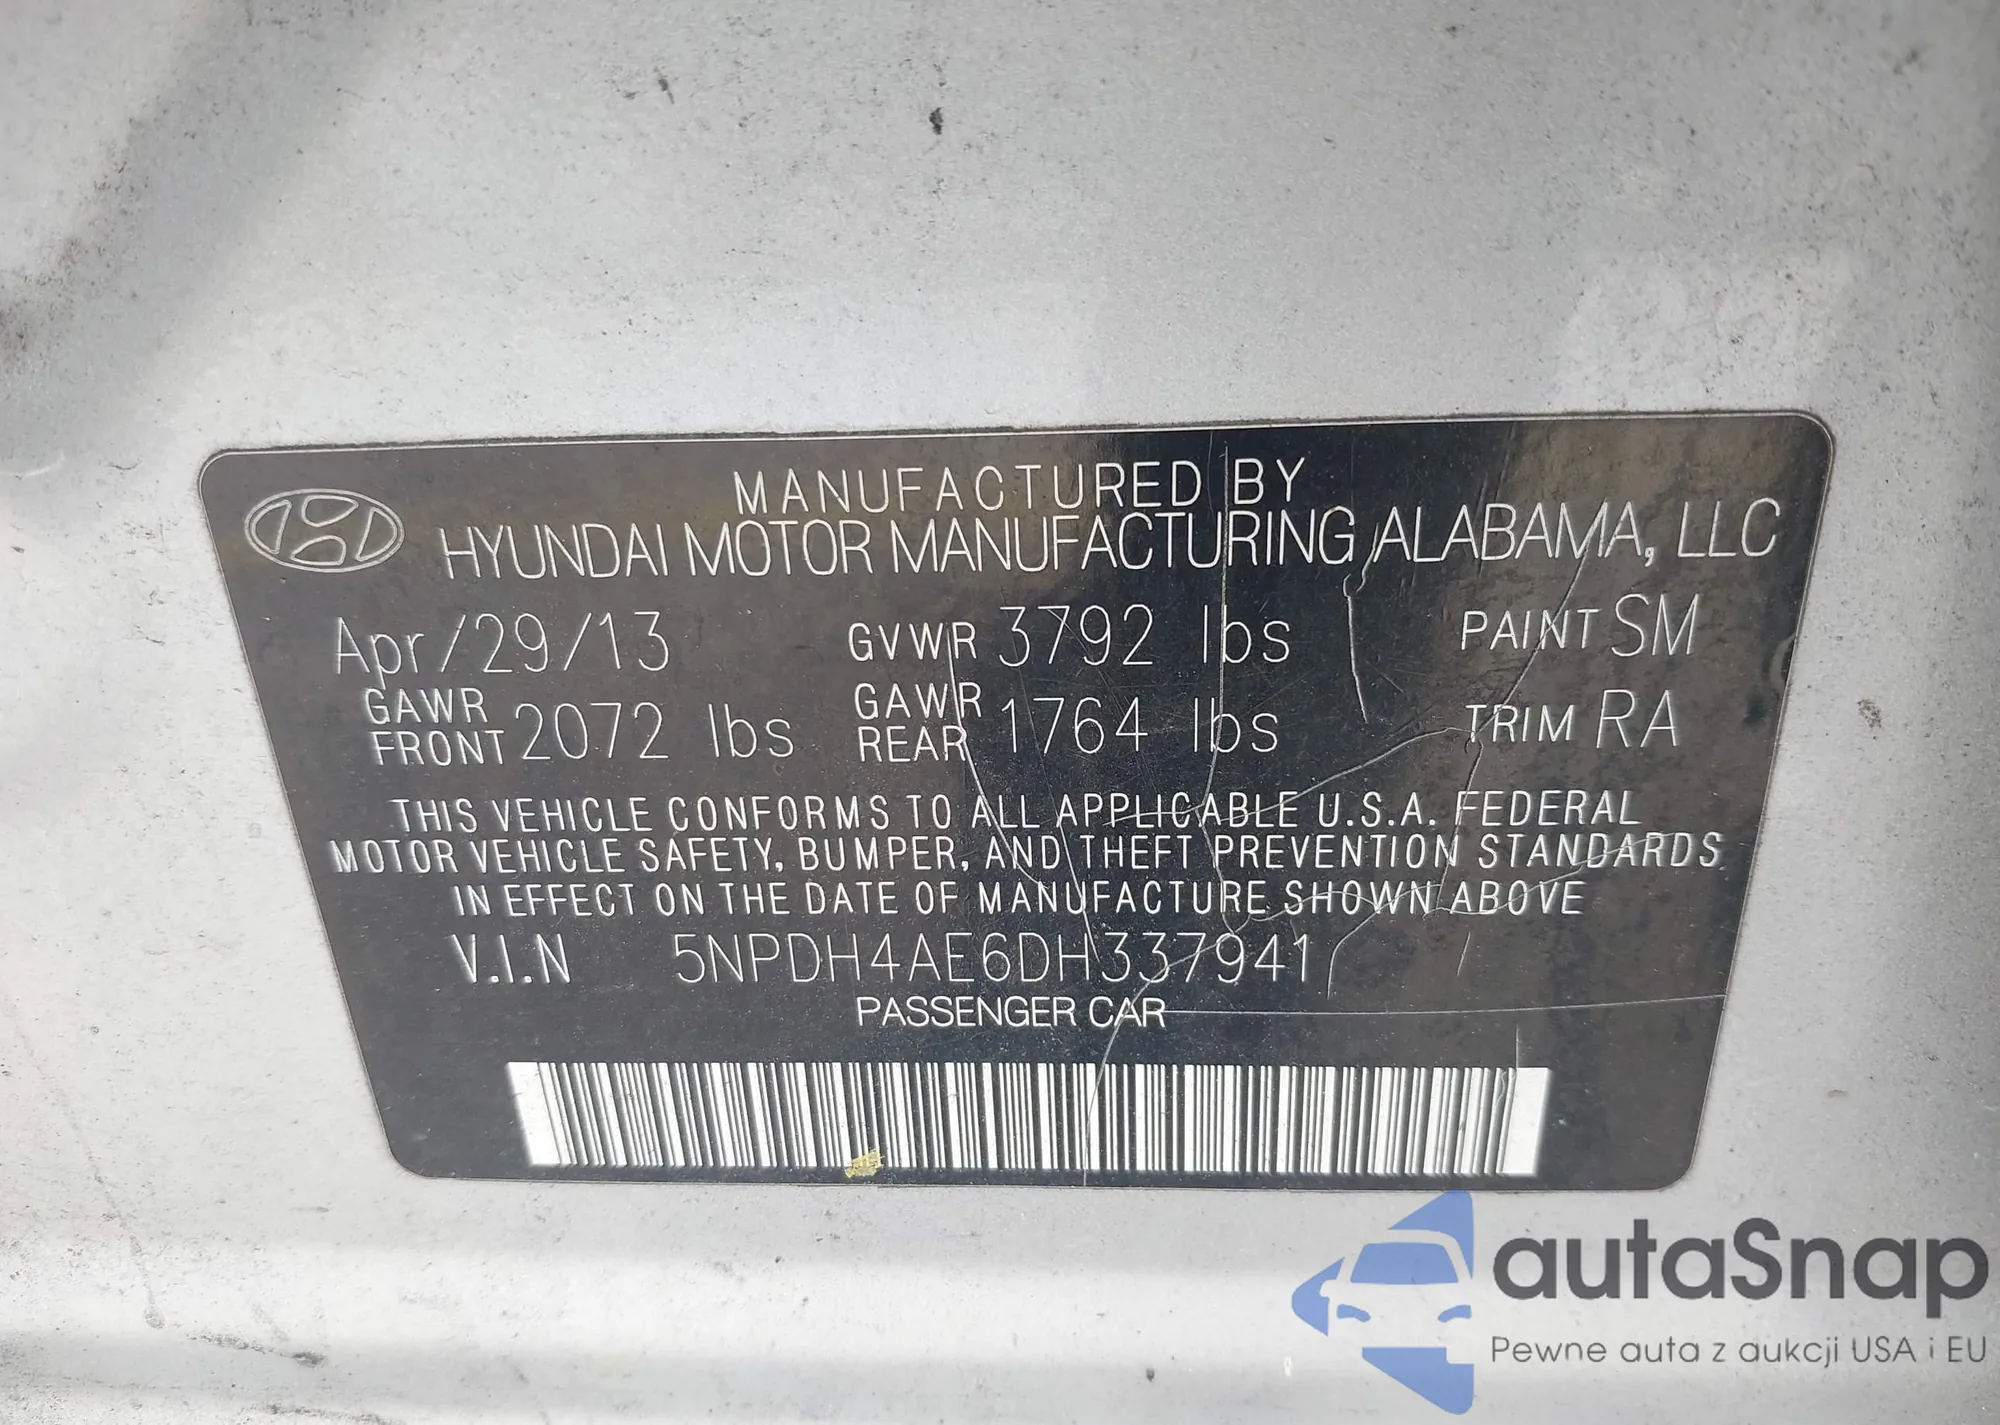 MANUFACTURED BY
HYUNDAI MOTOR MANUFACTURING ALABAMA, LLC
Apr/29/13 GVWR 3792 lbs PAINT SM
GAWR FRONT 2072 lbs GAWR REAR 1764 lbs TRIM RA
THIS VEHICLE CONFORMS TO ALL APPLICABLE U.S.A. FEDERAL
MOTOR VEHICLE SAFETY, BUMPER, AND THEFT PREVENTION STANDARDS
IN EFFECT ON THE DATE OF MANUFACTURE SHOWN ABOVE
V.I.N 5NPDH4AE6DH337941
PASSENGER CAR
autaSnap
Pewne auta z aukcji USA i EU